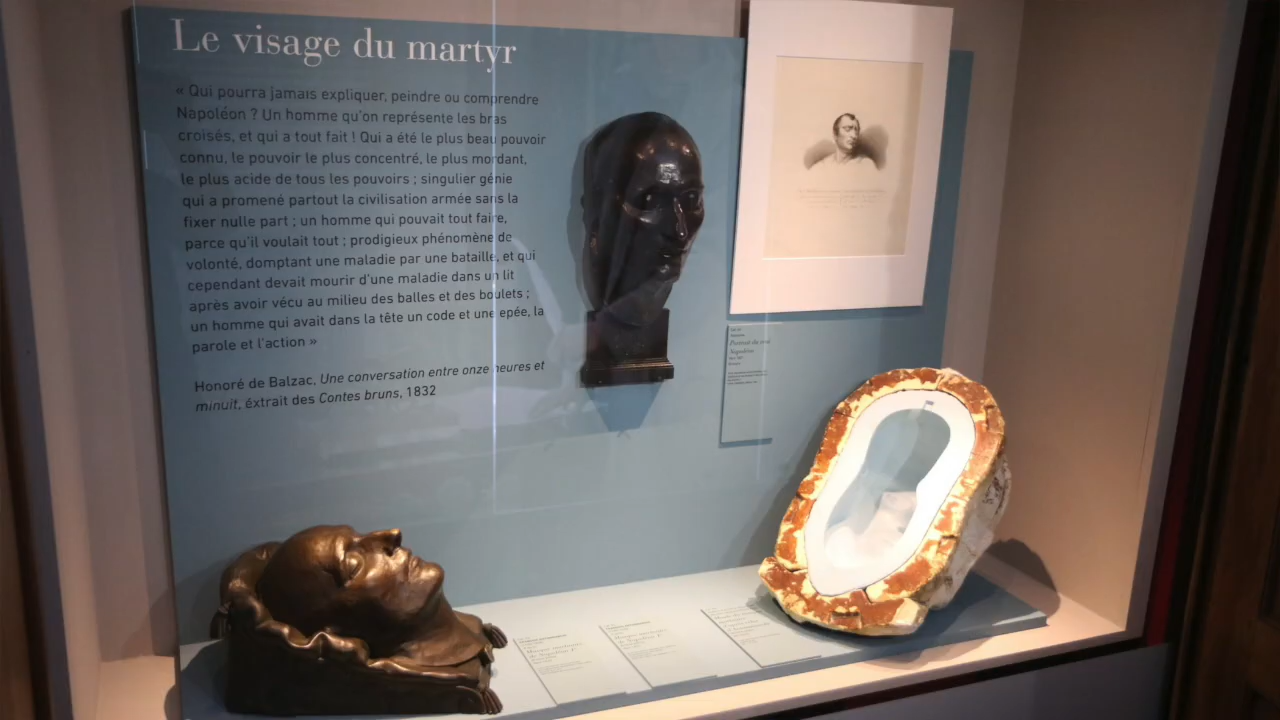 Le visage du martyr
« Qui pourra jamais expliquer, peindre ou comprendre
Napoléon ? Un homme qu'on représente les bras
croisés, et qui a tout fait ! Qui a été le plus beau pouvoir
connu, le pouvoir le plus concentré, le plus mordant,
le plus acide de tous les pouvoirs ; singulier génie
qui a promené partout la civilisation armée sans la
fixer nulle part ; un homme qui pouvait tout faire,
parce qu'il voulait tout ; prodigieux phénomène de
volonté, domptant une maladie par une bataille, et qui
cependant devait mourir d'une maladie dans un lit
après avoir vécu au milieu des balles et des boulets ;
un homme qui avait dans la tête un code et une epée, la
parole et l'action »
Honoré de Balzac, Une conversation entre onze heures et
minuit, éxtrait des Contes bruns, 1832